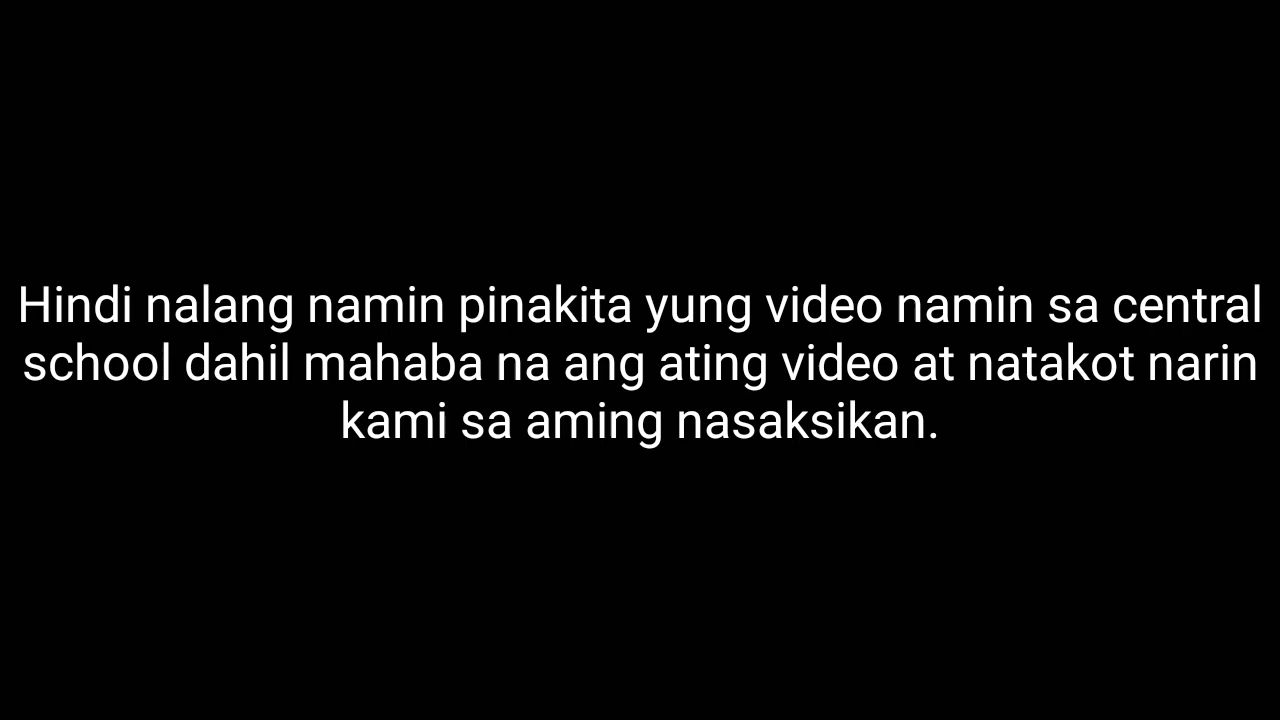 Hindi nalang namin pinakita yung video namin sa central
school dahil mahaba na ang ating video at natakot narin
kami sa aming nasaksikan.